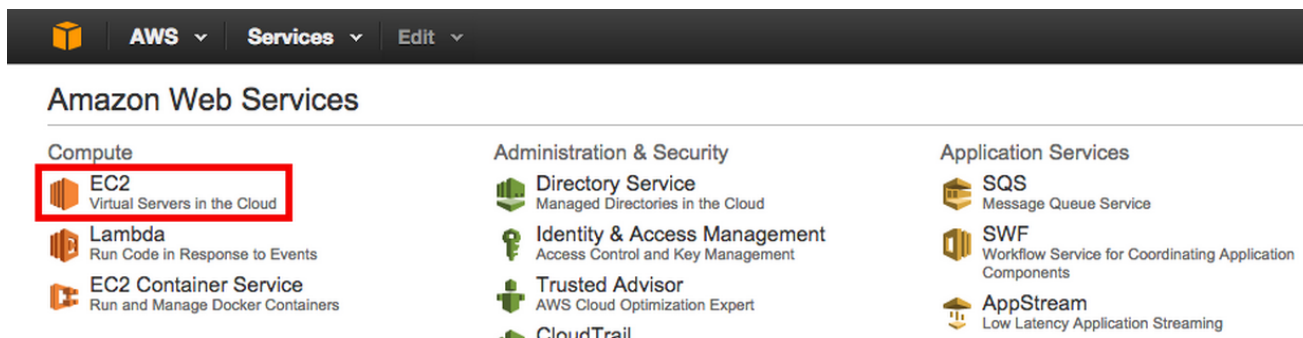 AWS Services Edit
Amazon Web Services
Compute
EC2
Virtual Servers in the Cloud
Lambda
Run Code in Response to Events
EC2 Container Service
Run and Manage Docker Containers
Administration & Security
Directory Service
Managed Directories in the Cloud
Identity & Access Management
Access Control and Key Management
Trusted Advisor
AWS Cloud Optimization Expert
CloudTrail
Application Services
SQS
Message Queue Service
SWF
Workflow Service for Coordinating Application
Components
AppStream
Low Latency Application Streaming